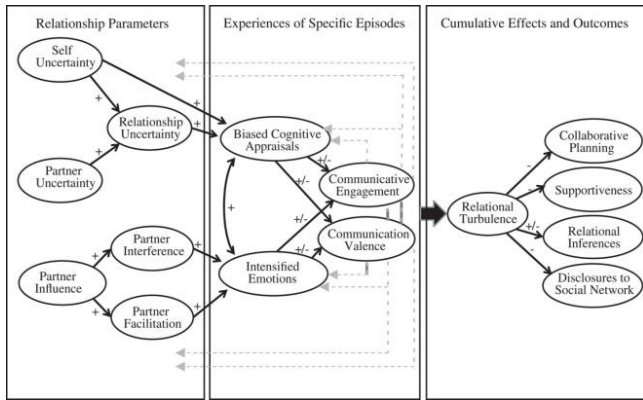 Relationship Parameters
Experiences of Specific Episodes
Cumulative Effects and Outcomes
Self
Uncertainty
+
+
Relationship
Uncertainty
+
+
Partner
Uncertainty
Biased Cognitive
Appraisals
+/-
Communicative
Engagement
+/-
+
+/-
Communication
Valence
+/-
Intensified
Emotions
Partner
Interference
+
+
Partner
Influence
+
Partner
Facilitation
+
Relational
Turbulence
-
Collaborative
Planning
-
Supportiveness
+/-
Relational
Inferences
-
Disclosures to
Social Network